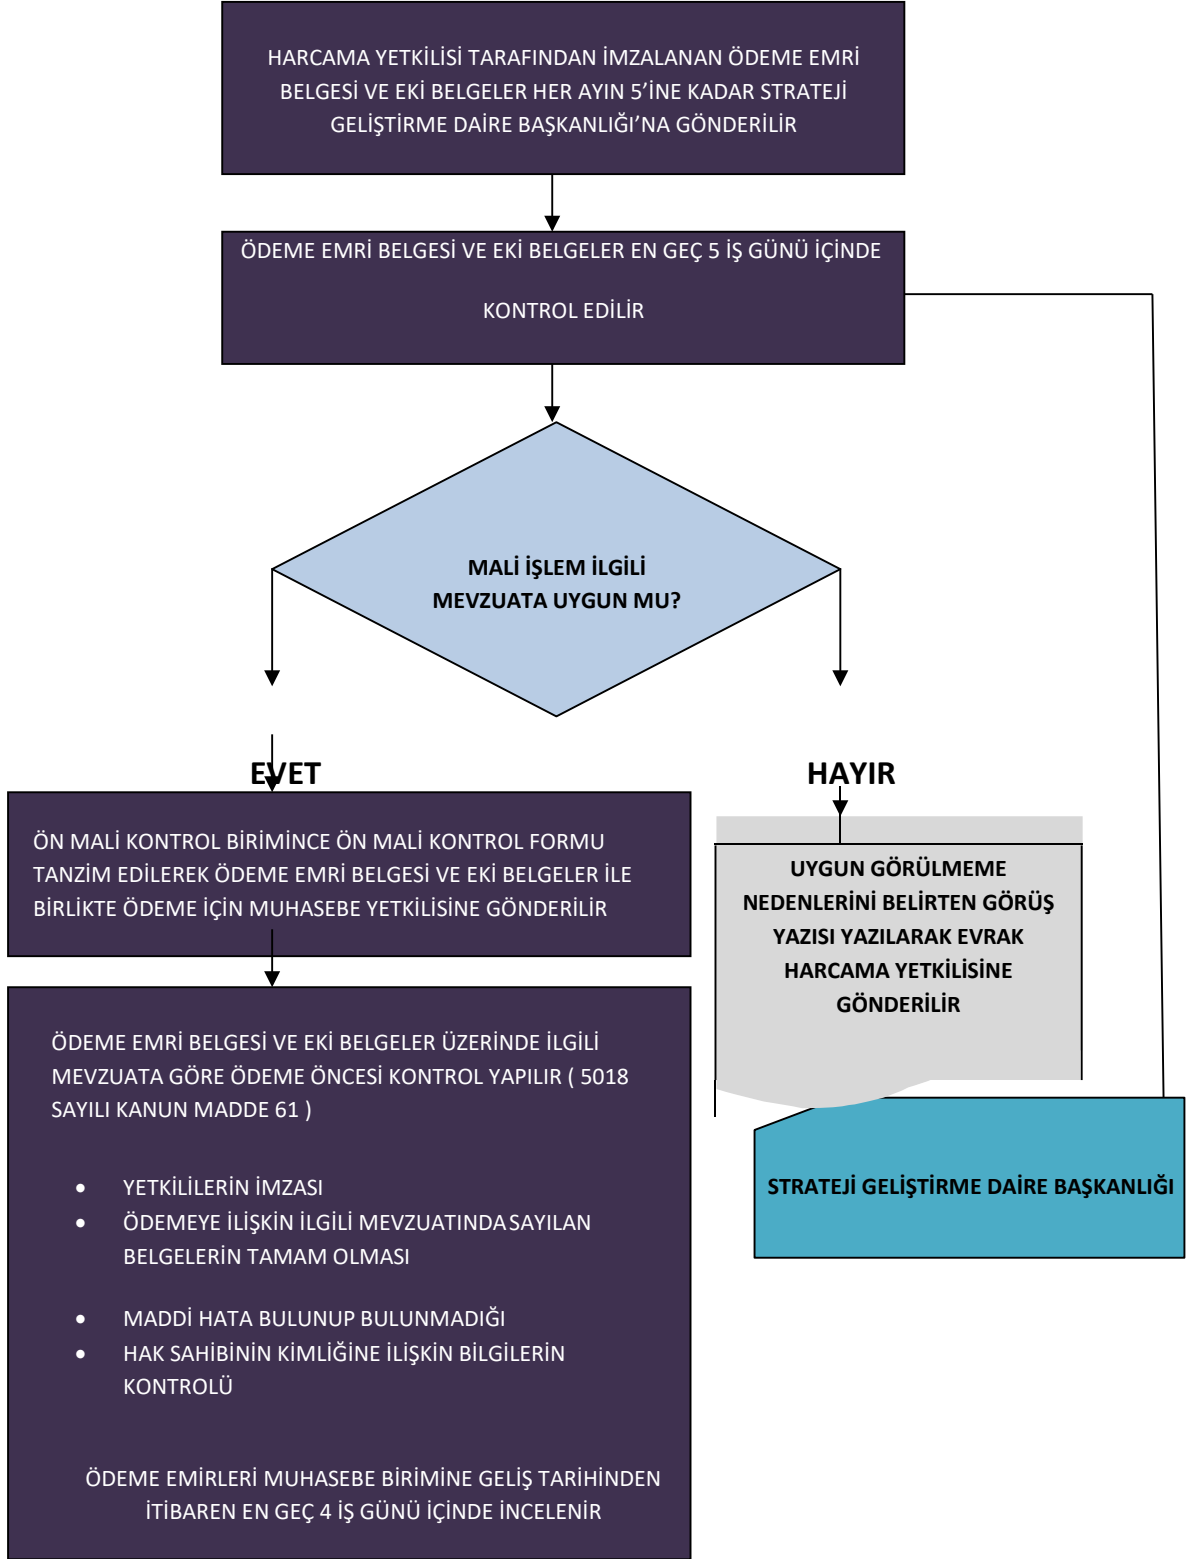 HARCAMA YETKİLİSİ TARAFINDAN İMZALANAN ÖDEME EMRİ
BELGESİ VE EKİ BELGELER HER AYIN 5’İNE KADAR STRATEJİ
GELİŞTİRME DAİRE BAŞKANLIĞI’NA GÖNDERİLİR
ÖDEME EMRİ BELGESİ VE EKİ BELGELER EN GEÇ 5 İŞ GÜNÜ İÇİNDE
KONTROL EDİLİR
MALİ İŞLEM İLGİLİ
MEVZUATA UYGUN MU?
EVET
HAYIR
ÖN MALİ KONTROL BİRİMİNCE ÖN MALİ KONTROL FORMU
TANZİM EDİLEREK ÖDEME EMRİ BELGESİ VE EKİ BELGELER İLE
BİRLİKTE ÖDEME İÇİN MUHASEBE YETKİLİSİNE GÖNDERİLİR
UYGUN GÖRÜLMEME
NEDENLERİNİ BELİRTEN GÖRÜŞ
YAZISI YAZILARAK EVRAK
HARCAMA YETKİLİSİNE
GÖNDERİLİR
ÖDEME EMRİ BELGESİ VE EKİ BELGELER ÜZERİNDE İLGİLİ
MEVZUATA GÖRE ÖDEME ÖNCESİ KONTROL YAPILIR ( 5018
SAYILI KANUN MADDE 61 )
• YETKİLİLERİN İMZASI
• ÖDEMEYE İLİŞKİN İLGİLİ MEVZUATINDA SAYILAN
BELGELERİN TAMAM OLMASI
• MADDİ HATA BULUNUP BULUNMADIĞI
• HAK SAHİBİNİN KİMLİĞİNE İLİŞKİN BİLGİLERİN
KONTROLÜ
ÖDEME EMİRLERİ MUHASEBE BİRİMİNE GELİŞ TARİHİNDEN
İTİBAREN EN GEÇ 4 İŞ GÜNÜ İÇİNDE İNCELENİR
STRATEJİ GELİŞTİRME DAİRE BAŞKANLIĞI